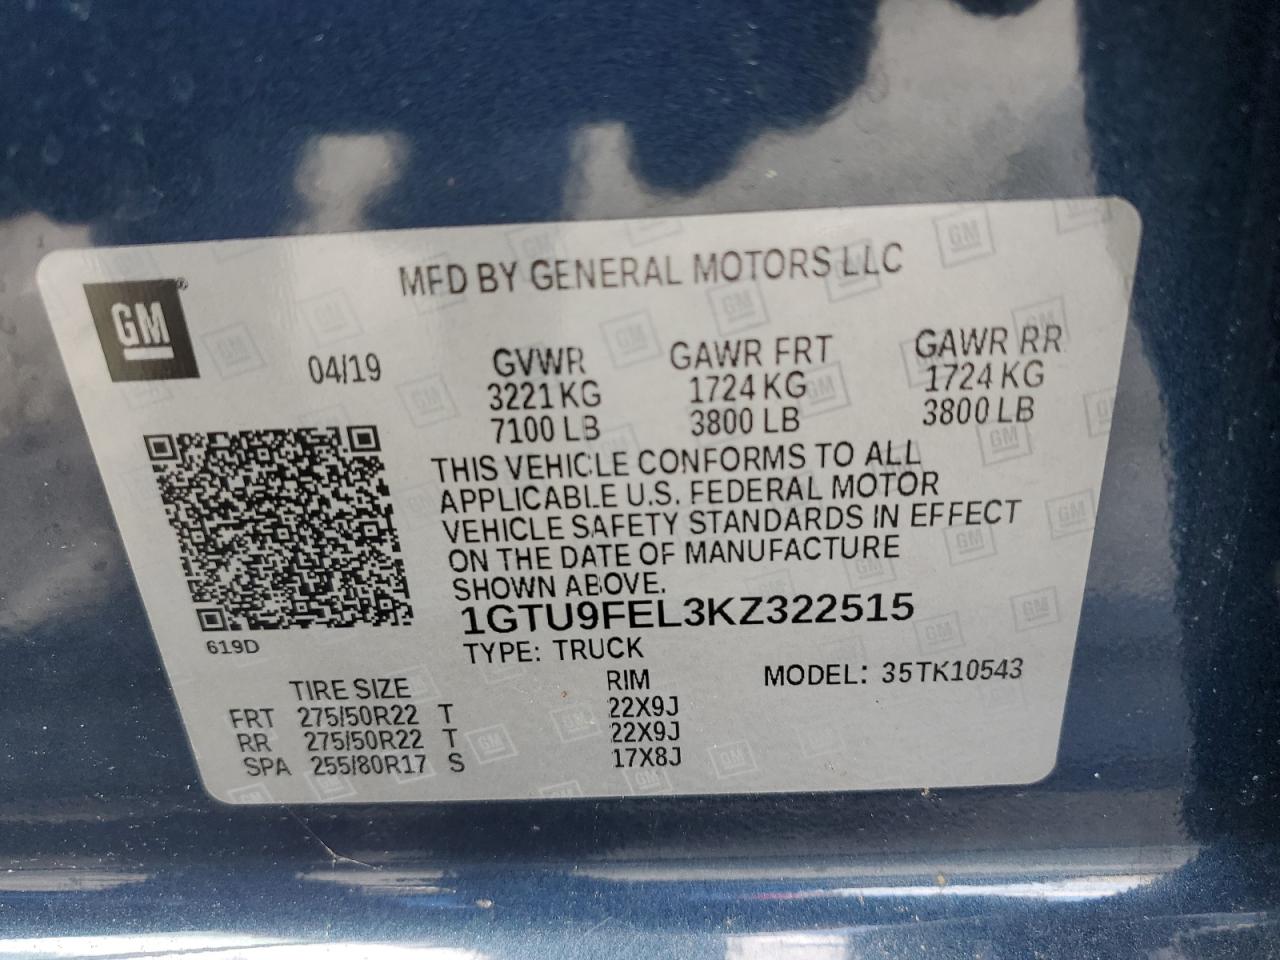 MFD BY GENERAL MOTORS LLC
GM
04/19
GVWR GAWR FRT GAWR RR
3221 KG 1724 KG 1724 KG
7100 LB 3800 LB 3800 LB
THIS VEHICLE CONFORMS TO ALL
APPLICABLE U.S. FEDERAL MOTOR
VEHICLE SAFETY STANDARDS IN EFFECT
ON THE DATE OF MANUFACTURE
SHOWN ABOVE.
1GTU9FEL3KZ322515
619D
TYPE: TRUCK
MODEL: 35TK10543
TIRE SIZE RIM
FRT 275/50R22 T 22X9J
RR 275/50R22 T 22X9J
SPA 255/80R17 S 17X8J